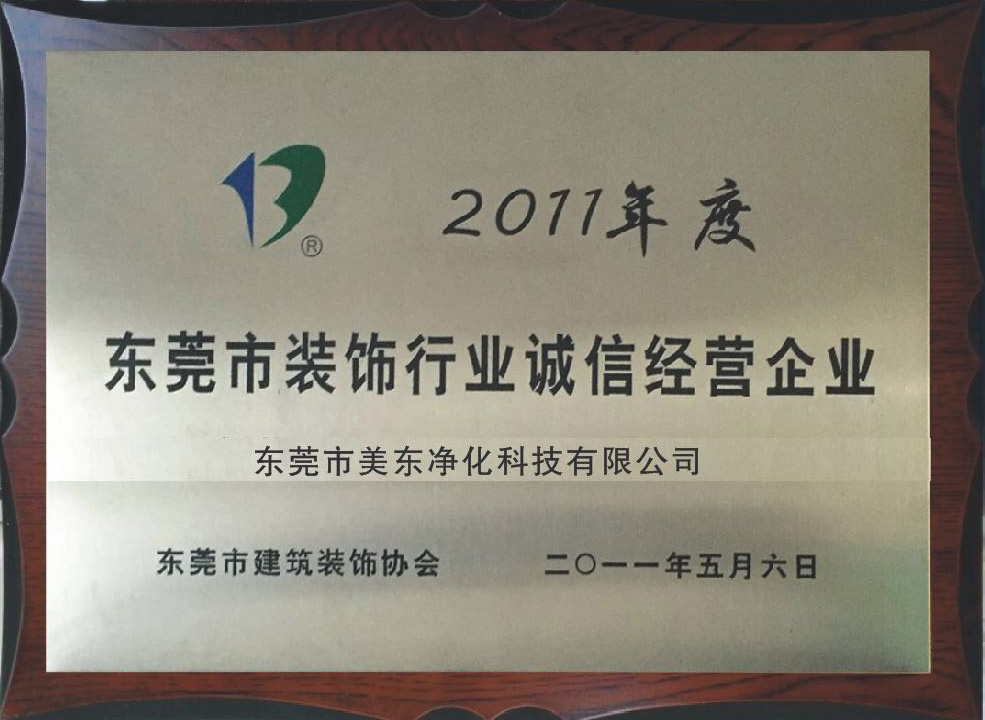 ® 2011年度
东莞市装饰行业诚信经营企业
东莞市美东净化科技有限公司
东莞市建筑装饰协会 二〇一一年五月六日